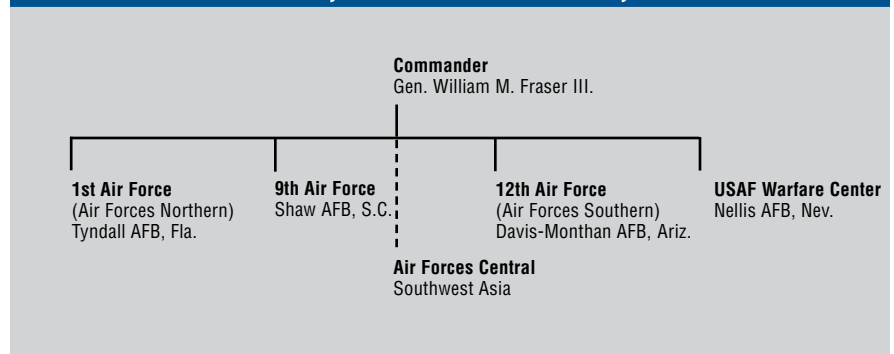 Commander
Gen. William M. Fraser III.
1st Air Force
(Air Forces Northern)
Tyndall AFB, Fla.
9th Air Force
Shaw AFB, S.C.
12th Air Force
(Air Forces Southern)
Davis-Monthan AFB, Ariz.
USAF Warfare Center
Nellis AFB, Nev.
Air Forces Central
Southwest Asia